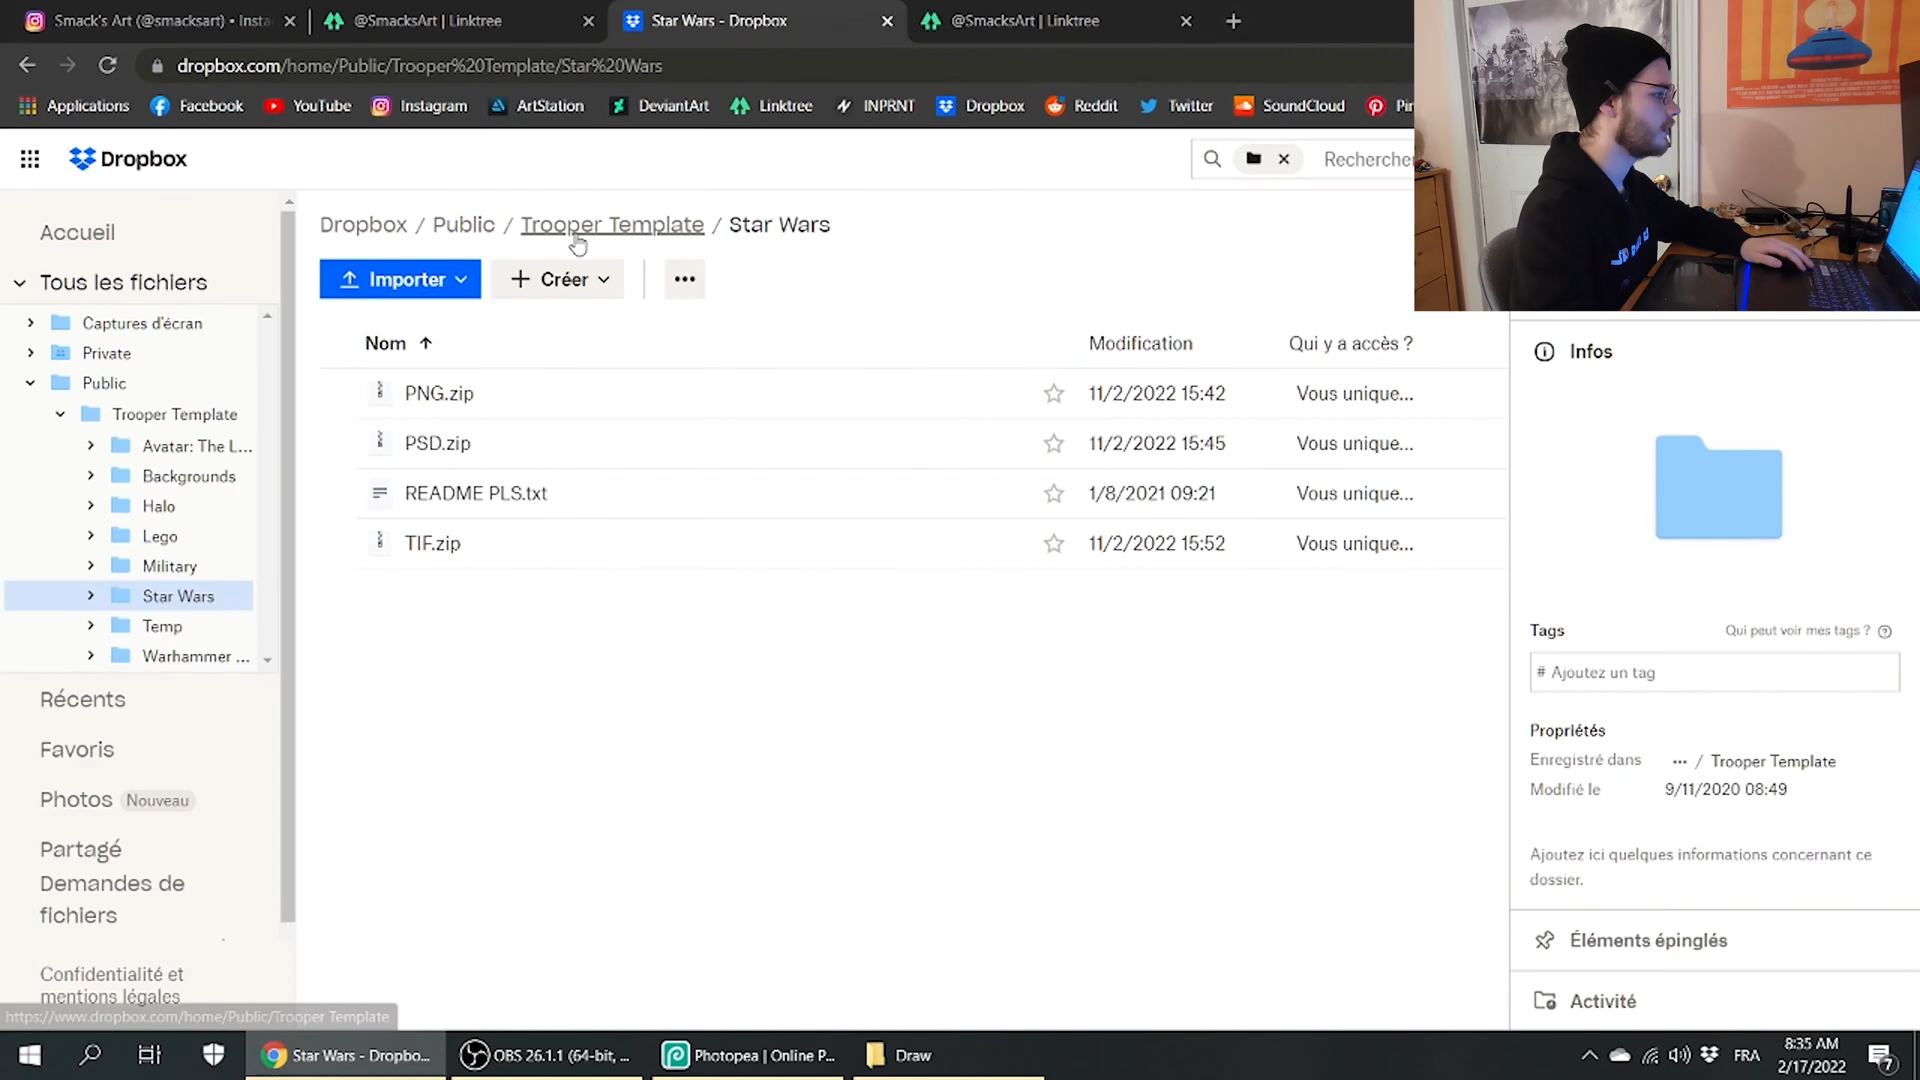 Smack's Art (@smacksart) • Insta
@SmacksArt | Linktree
Star Wars - Dropbox
@SmacksArt | Linktree
dropbox.com/home/Public/Trooper%20Template/Star%20Wars
Applications
Facebook
YouTube
Instagram
ArtStation
DeviantArt
Linktree
INPRNT
Dropbox
Reddit
Twitter
SoundCloud
Dropbox
Rechercher
Accueil
Tous les fichiers
Captures d'écran
Private
Public
Trooper Template
Avatar: The L...
Backgrounds
Halo
Lego
Military
Star Wars
Temp
Warhammer ...
Récents
Favoris
Photos Nouveau
Partagé
Demandes de
fichiers
Confidentialité et
mentions légales
https://www.dropbox.com/home/Public/Trooper Template
Dropbox / Public / Trooper Template / Star Wars
Importer
Créer
Nom
Modification
Qui y a accès ?
PNG.zip 11/2/2022 15:42 Vous unique...
PSD.zip 11/2/2022 15:45 Vous unique...
README PLS.txt 1/8/2021 09:21 Vous unique...
TIF.zip 11/2/2022 15:52 Vous unique...
Infos
Tags
Qui peut voir mes tags ?
# Ajoutez un tag
Propriétés
Enregistré dans ... / Trooper Template
Modifié le 9/11/2020 08:49
Ajoutez ici quelques informations concernant ce
dossier.
Éléments épinglés
Activité
Star Wars - Dropbo...
OBS 26.1.1 (64-bit, ...
Photopea | Online P...
Draw
FRA
8:35 AM
2/17/2022
7